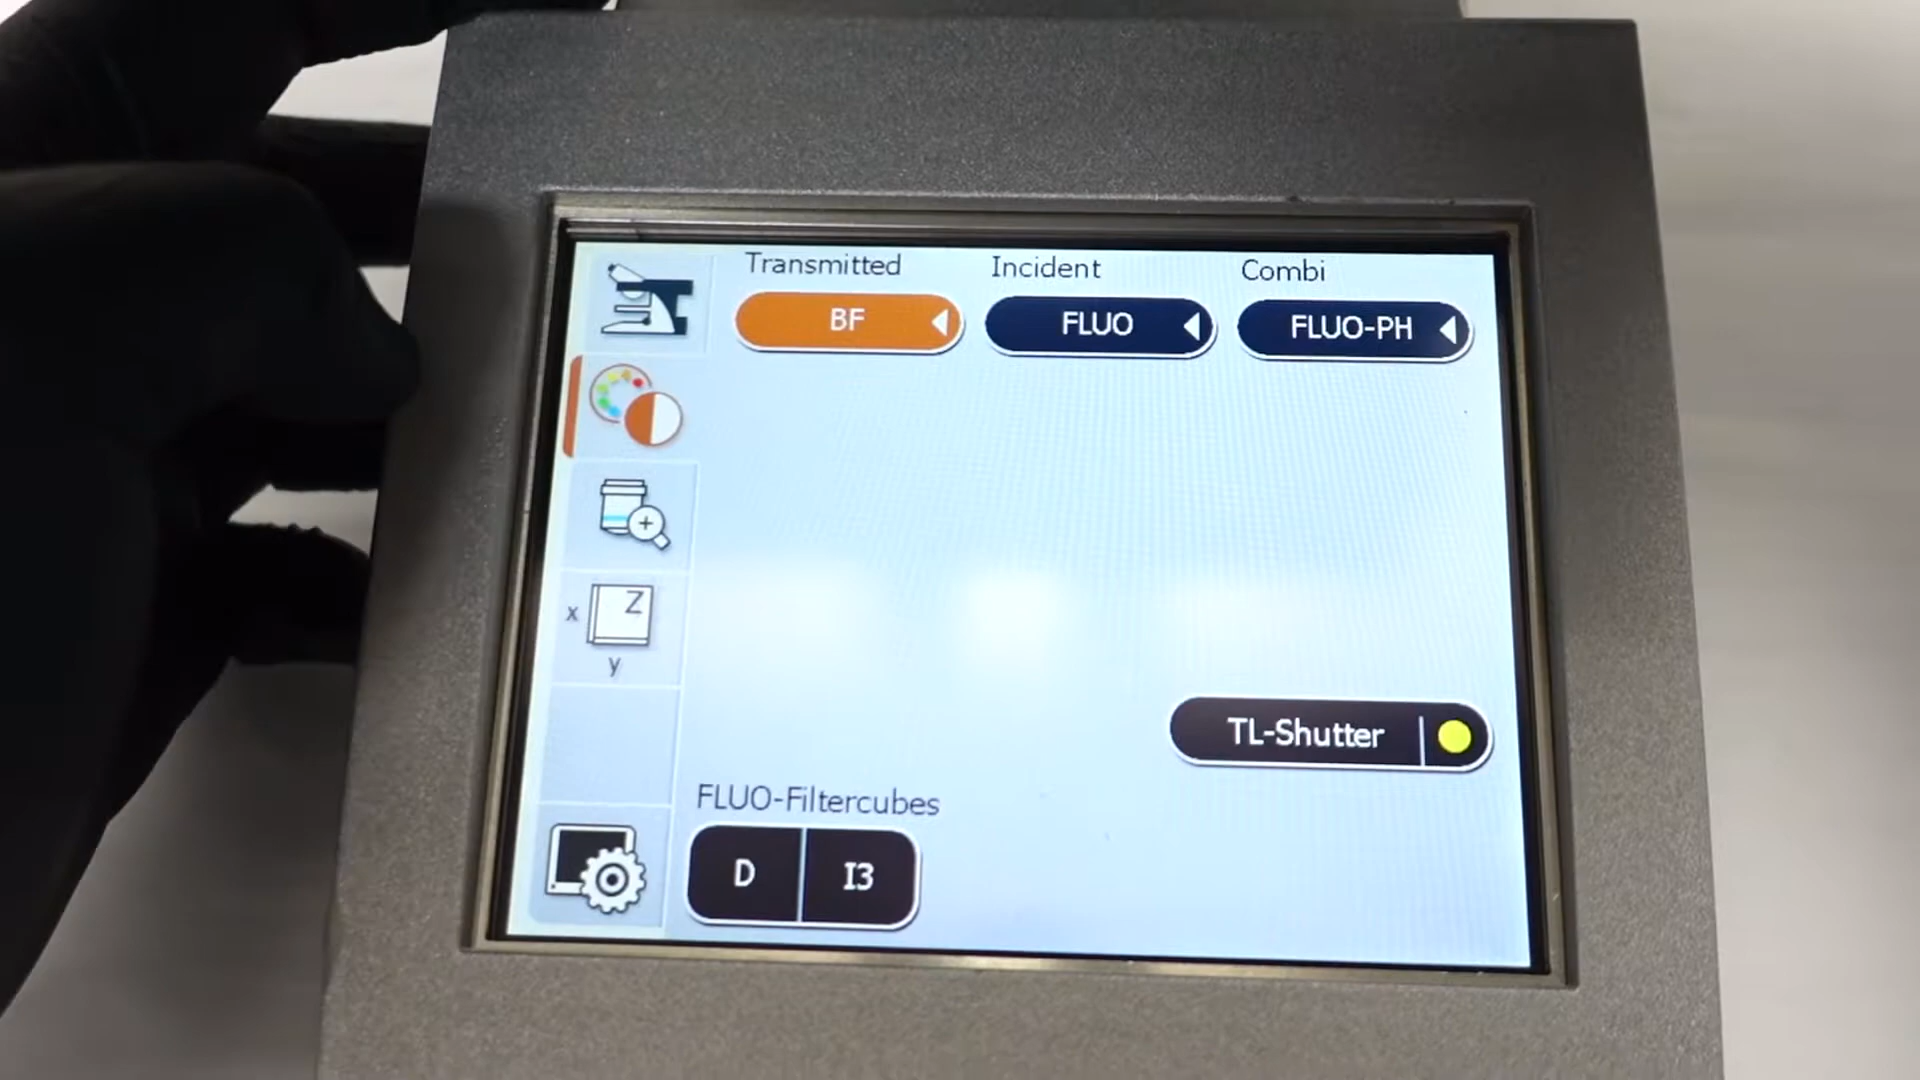 Transmitted Incident Combi
BF FLUO FLUO-PH
Z
x
y
TL-Shutter
FLUO-Filtercubes
D I3